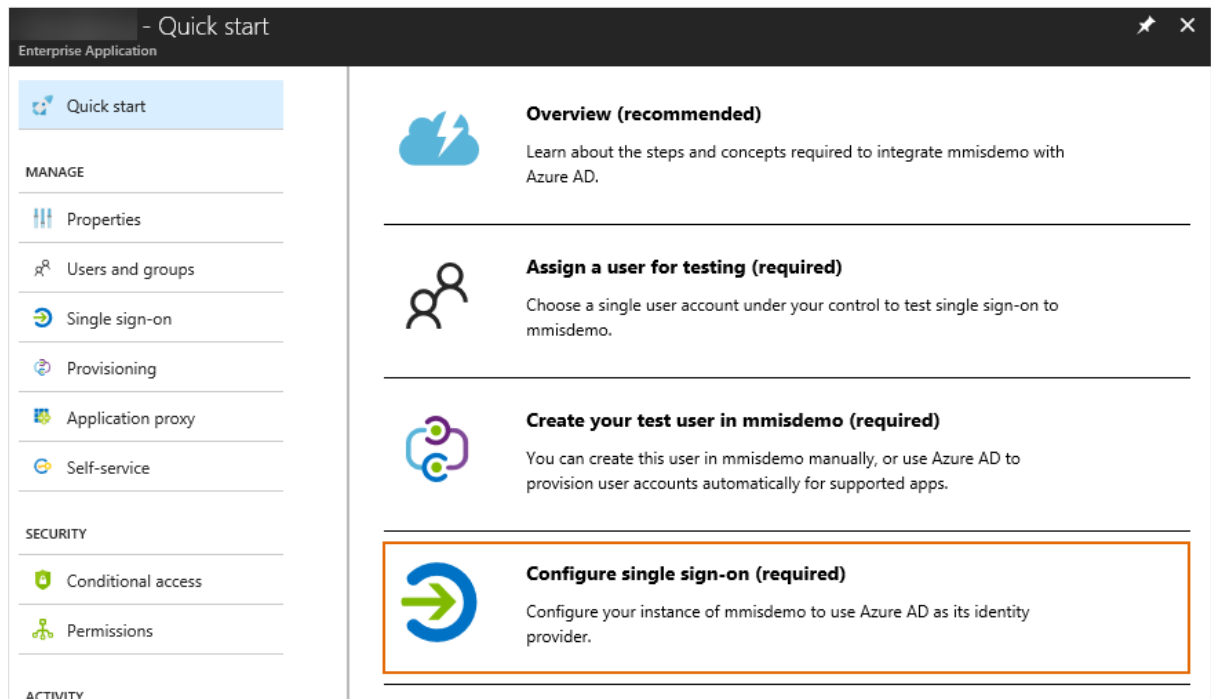 - Quick start
Enterprise Application
Quick start
MANAGE
Properties
Users and groups
Single sign-on
Provisioning
Application proxy
Self-service
SECURITY
Conditional access
Permissions
ACTIVITY
Overview (recommended)
Learn about the steps and concepts required to integrate mmisdemo with
Azure AD.
Assign a user for testing (required)
Choose a single user account under your control to test single sign-on to
mmisdemo.
Create your test user in mmisdemo (required)
You can create this user in mmisdemo manually, or use Azure AD to
provision user accounts automatically for supported apps.
Configure single sign-on (required)
Configure your instance of mmisdemo to use Azure AD as its identity
provider.